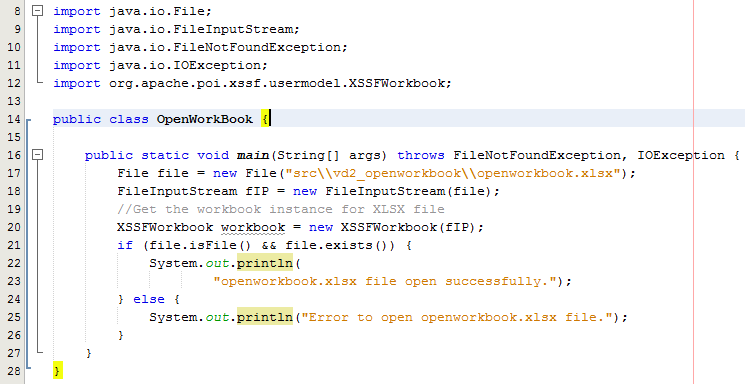 8 import java.io.File;
9 import java.io.FileInputStream;
10 import java.io.FileNotFoundException;
11 import java.io.IOException;
12 import org.apache.poi.xssf.usermodel.XSSFWorkbook;
13
14 public class OpenWorkBook {
15
16     public static void main(String[] args) throws FileNotFoundException, IOException {
17         File file = new File("src\\vd2_openworkbook\\openworkbook.xlsx");
18         FileInputStream fIP = new FileInputStream(file);
19         //Get the workbook instance for XLSX file
20         XSSFWorkbook workbook = new XSSFWorkbook(fIP);
21         if (file.isFile() && file.exists()) {
22             System.out.println(
23                     "openworkbook.xlsx file open successfully.");
24         } else {
25             System.out.println("Error to open openworkbook.xlsx file.");
26         }
27     }
28 }